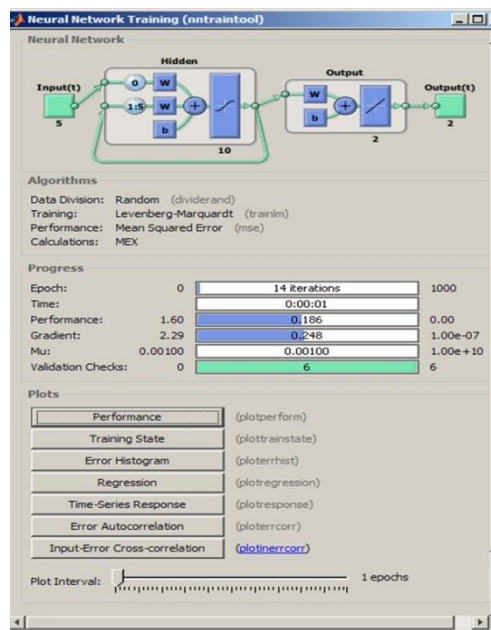 Neural Network Training (nntraintool)
Neural Network
Hidden
Output
Input(t)
Output(t)
0
W
1:5
W
b
W
b
5
10
2
2
Algorithms
Data Division: Random (dividerand)
Training: Levenberg-Marquardt (trainlm)
Performance: Mean Squared Error (mse)
Calculations: MEX
Progress
Epoch: 0 14 iterations 1000
Time: 0:00:01
Performance: 1.60 0.186 0.00
Gradient: 2.29 0.248 1.00e-07
Mu: 0.00100 0.00100 1.00e+10
Validation Checks: 0 6 6
Plots
Performance (plotperform)
Training State (plottrainstate)
Error Histogram (ploterrhist)
Regression (plotregression)
Time-Series Response (plotresponse)
Error Autocorrelation (ploterrcorr)
Input-Error Cross-correlation (plotinerrcorr)
Plot Interval: 1 epochs